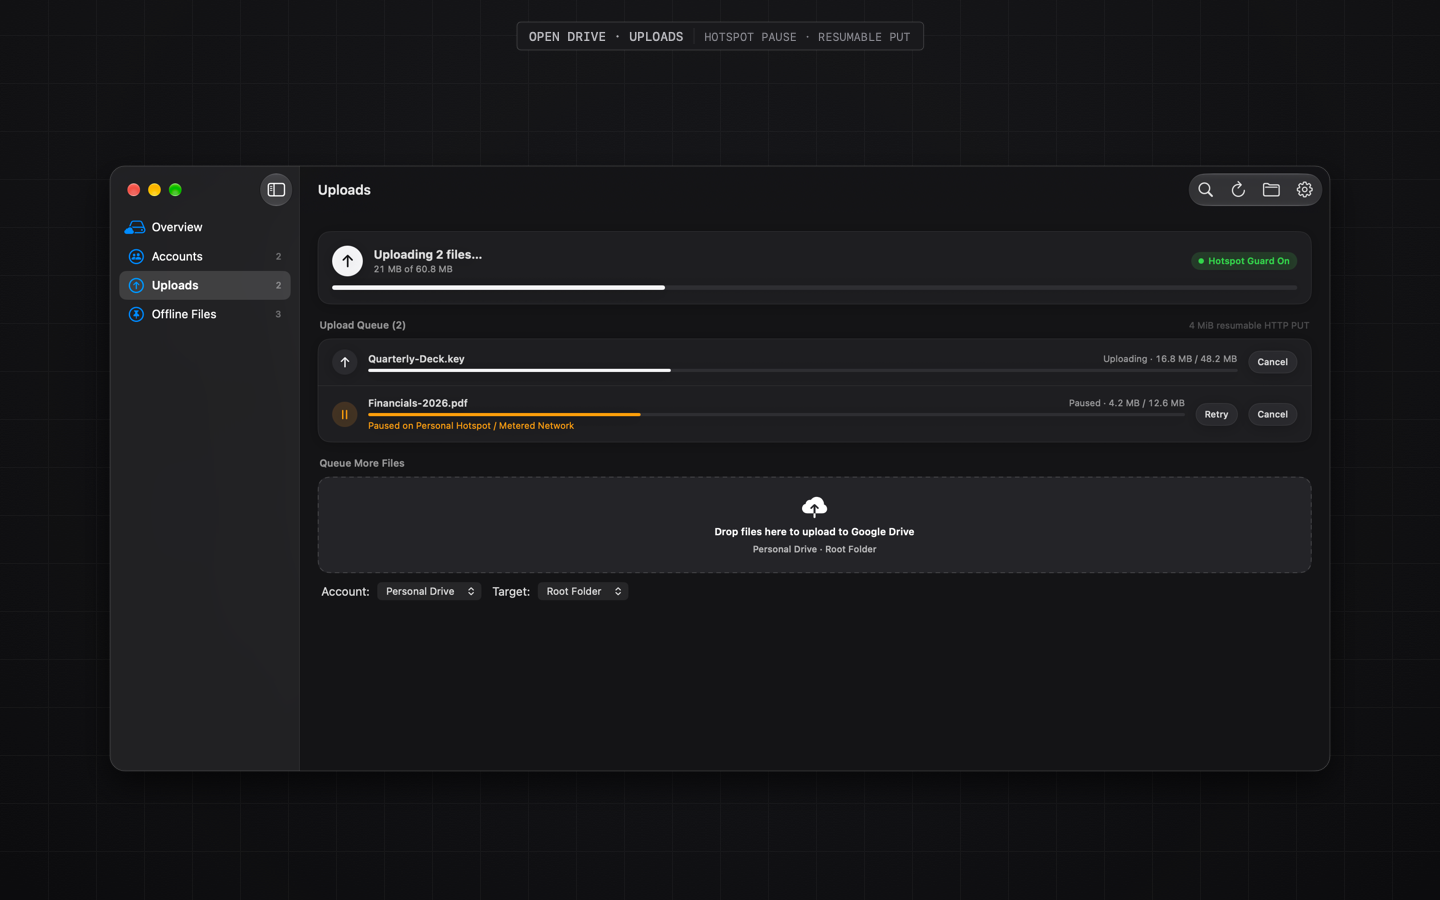 OPEN DRIVE · UPLOADS HOTSPOT PAUSE · RESUMABLE PUT
Uploads
Overview
Accounts 2
Uploads 2
Offline Files 3
Uploading 2 files...
21 MB of 60.8 MB
Hotspot Guard On
Upload Queue (2)
4 MiB resumable HTTP PUT
Quarterly-Deck.key
Uploading · 16.8 MB / 48.2 MB
Cancel
Financials-2026.pdf
Paused · 4.2 MB / 12.6 MB
Retry
Cancel
Paused on Personal Hotspot / Metered Network
Queue More Files
Drop files here to upload to Google Drive
Personal Drive · Root Folder
Account: Personal Drive Target: Root Folder